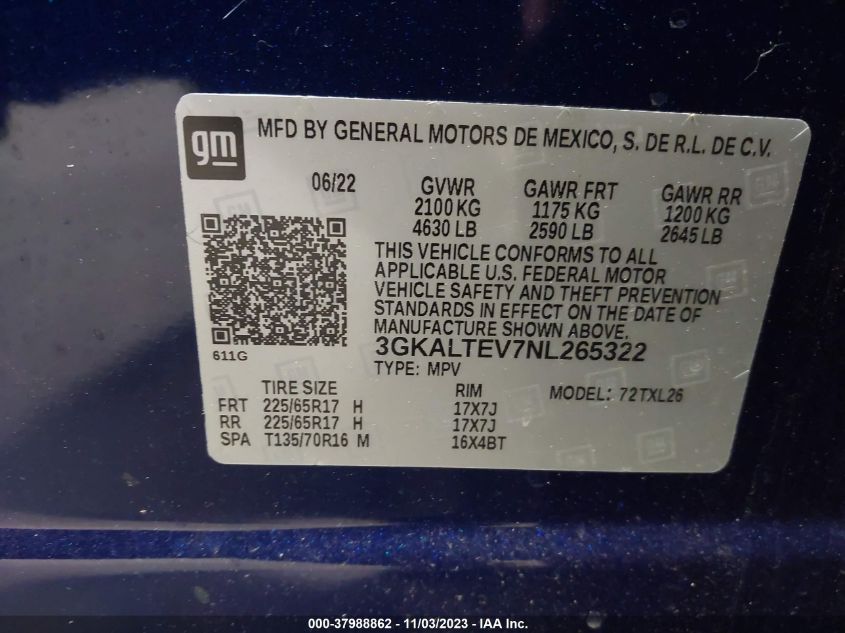 gm MFD BY GENERAL MOTORS DE MEXICO, S. DE R.L. DE C.V.
06/22 GVWR GAWR FRT GAWR RR
2100 KG 1175 KG 1200 KG
4630 LB 2590 LB 2645 LB
THIS VEHICLE CONFORMS TO ALL
APPLICABLE U.S. FEDERAL MOTOR
VEHICLE SAFETY AND THEFT PREVENTION
STANDARDS IN EFFECT ON THE DATE OF
MANUFACTURE SHOWN ABOVE.
611G 3GKALTEV7NL265322
TYPE: MPV
TIRE SIZE RIM MODEL: 72TXL26
FRT 225/65R17 H 17X7J
RR 225/65R17 H 17X7J
SPA T135/70R16 M 16X4BT
000-37988862 - 11/03/2023 - IAA Inc.